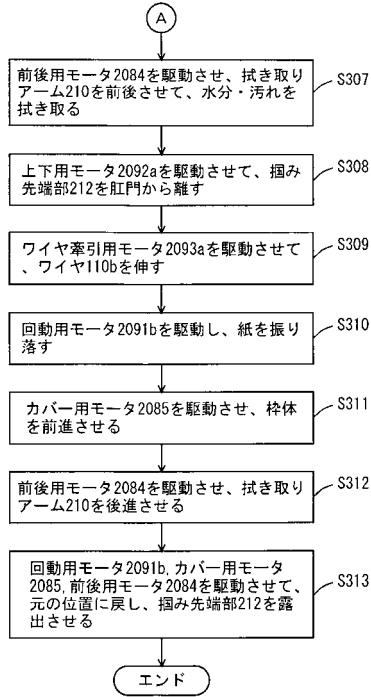 A
前後用モータ2084を駆動させ、拭き取り
アーム210を前後させて、水分・汚れを
拭き取る
S307
上下用モータ2092aを駆動させて、掴み
先端部212を肛門から離す
S308
ワイヤ牽引用モータ2093aを駆動させて
、ワイヤ110bを伸す
S309
回動用モータ2091bを駆動し、紙を振り
落す
S310
カバー用モータ2085を駆動させ、枠体
を前進させる
S311
前後用モータ2084を駆動させ、拭き取り
アーム210を後進させる
S312
回動用モータ2091b,カバー用モータ
2085,前後用モータ2084を駆動させて、
元の位置に戻し、掴み先端部212を露
出させる
S313
エンド